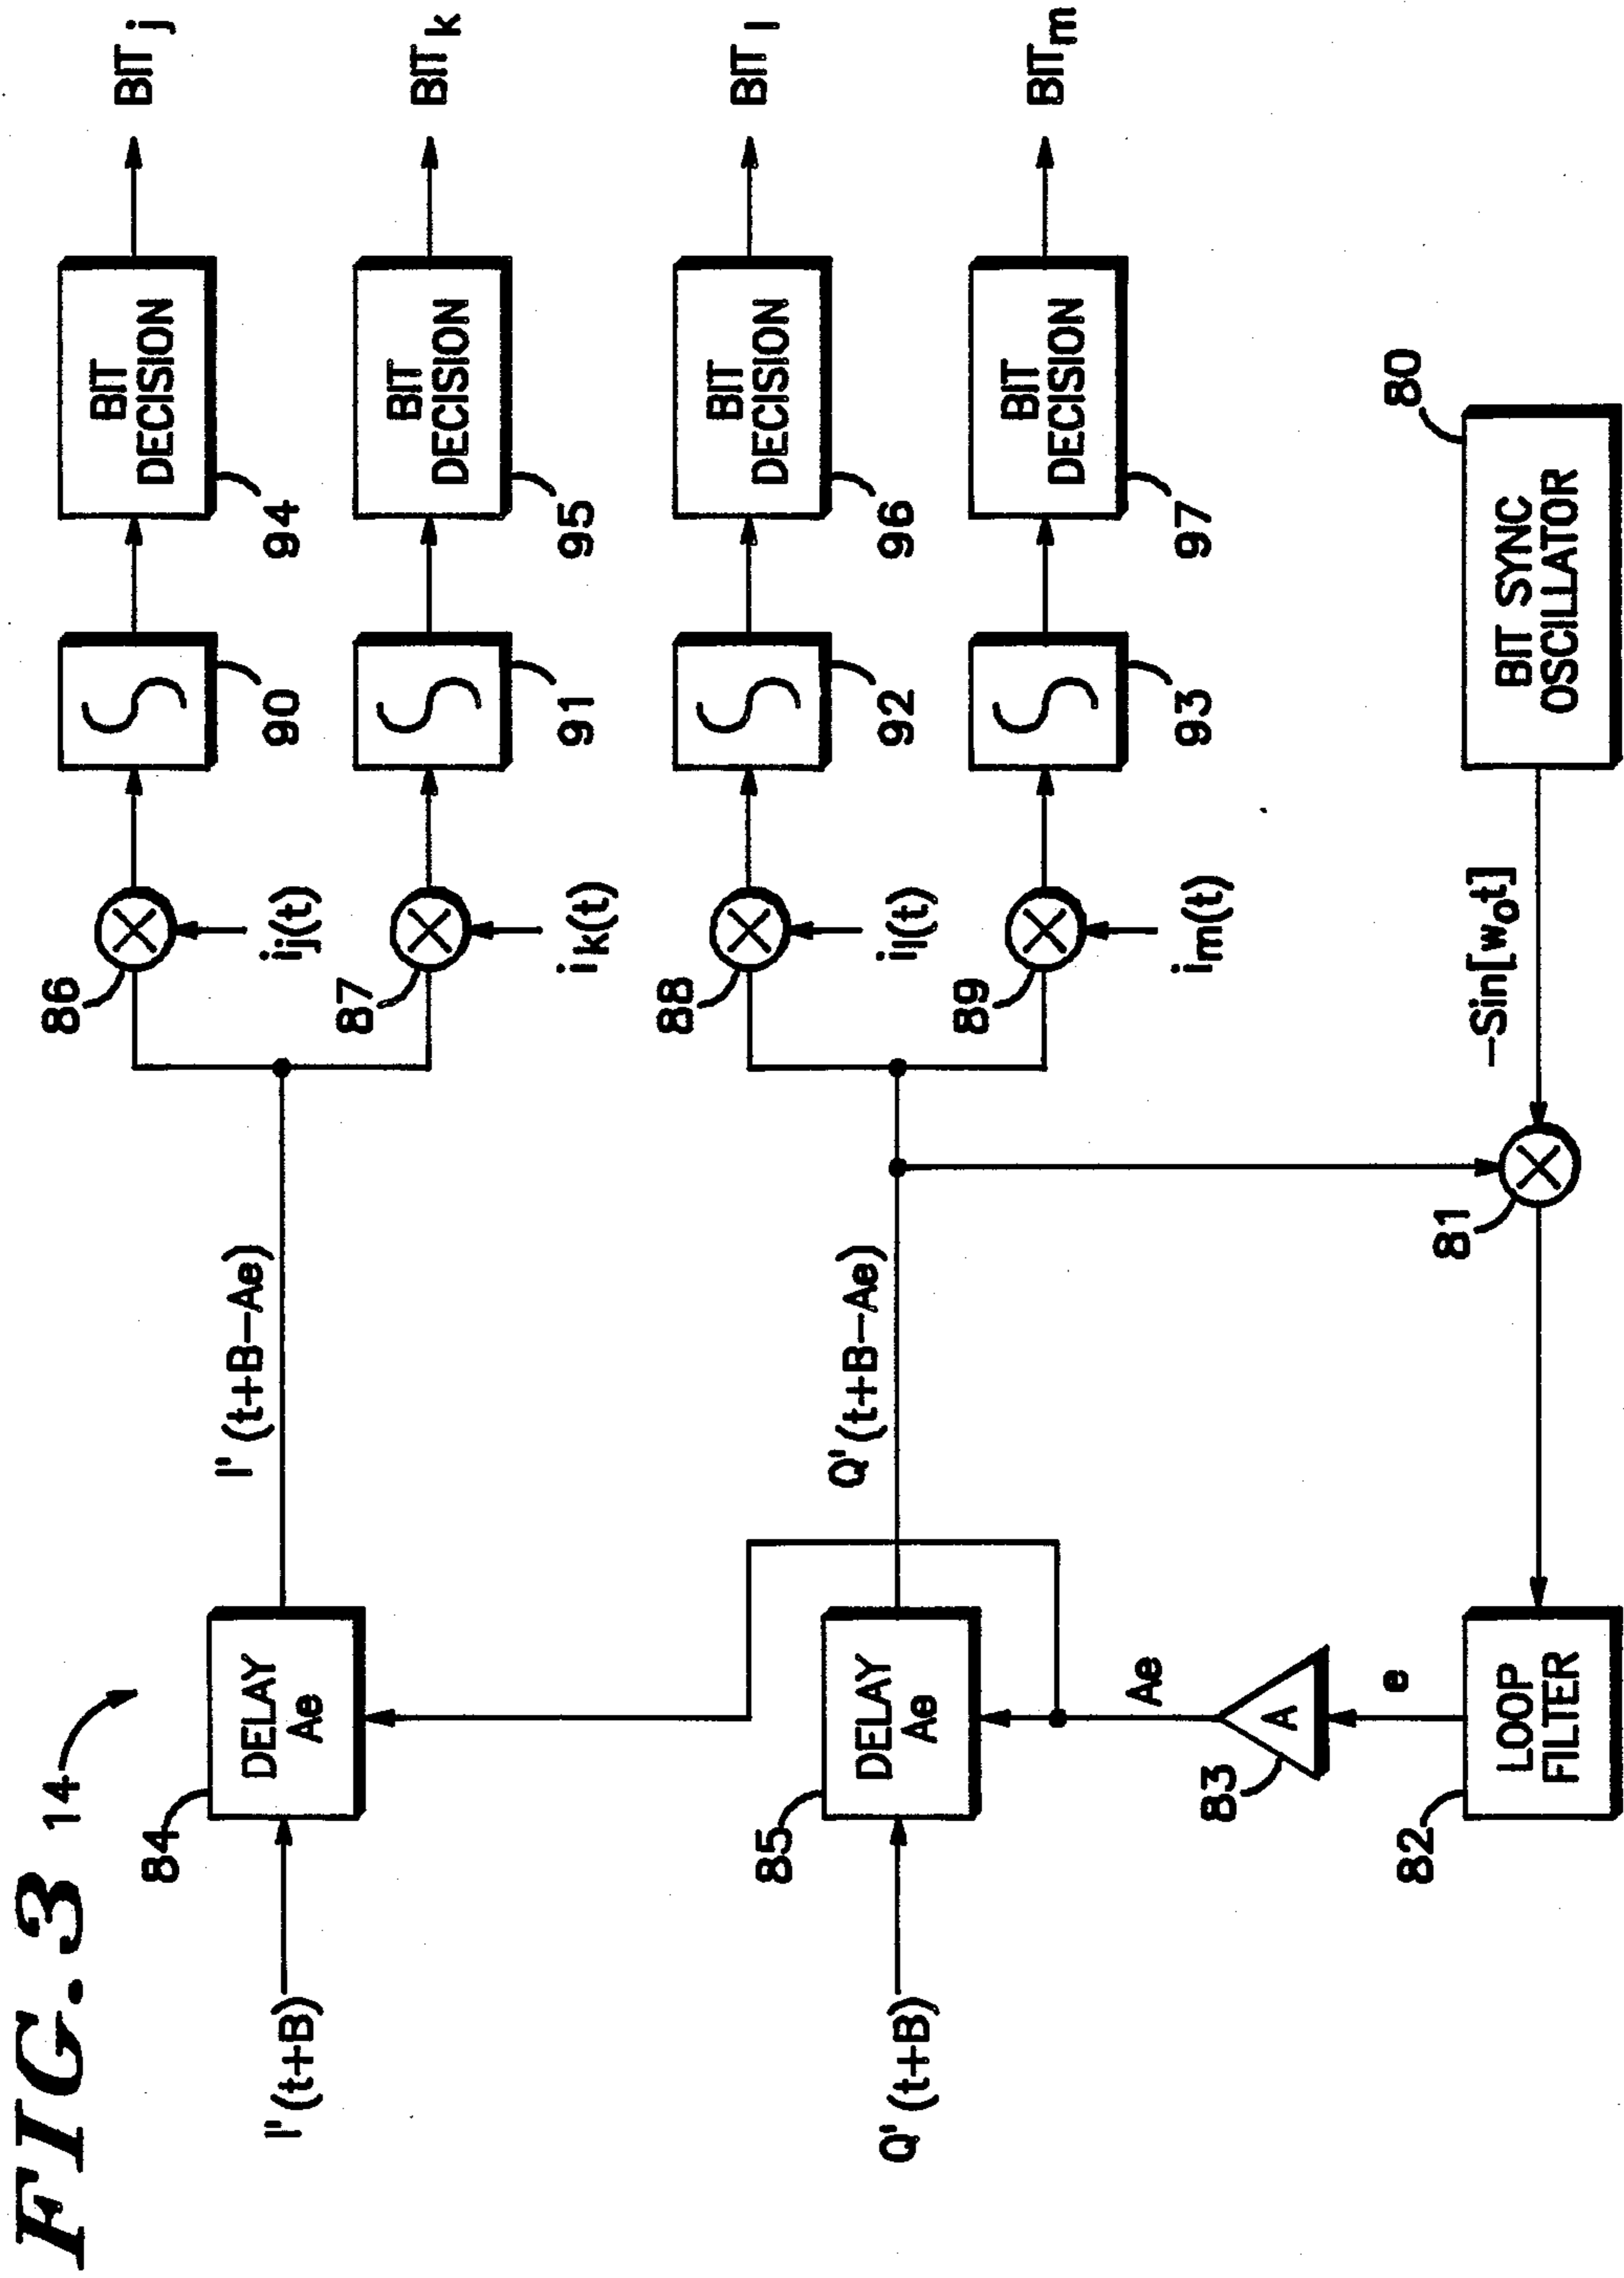 FIG. 3
14
I'(t+B)
84
DELAY
Ae
I'(t+B−Ae)
86
ij(t)
90
94
BIT
DECISION
BIT j
87
ik(t)
91
95
BIT
DECISION
BIT k
Q'(t+B)
85
DELAY
Ae
Q'(t+B−Ae)
88
il(t)
92
96
BIT
DECISION
BIT l
89
im(t)
93
97
BIT
DECISION
BIT m
Ae
83
A
e
82
LOOP
FILTER
81
−Sin[wot]
80
BIT SYNC
OSCILLATOR